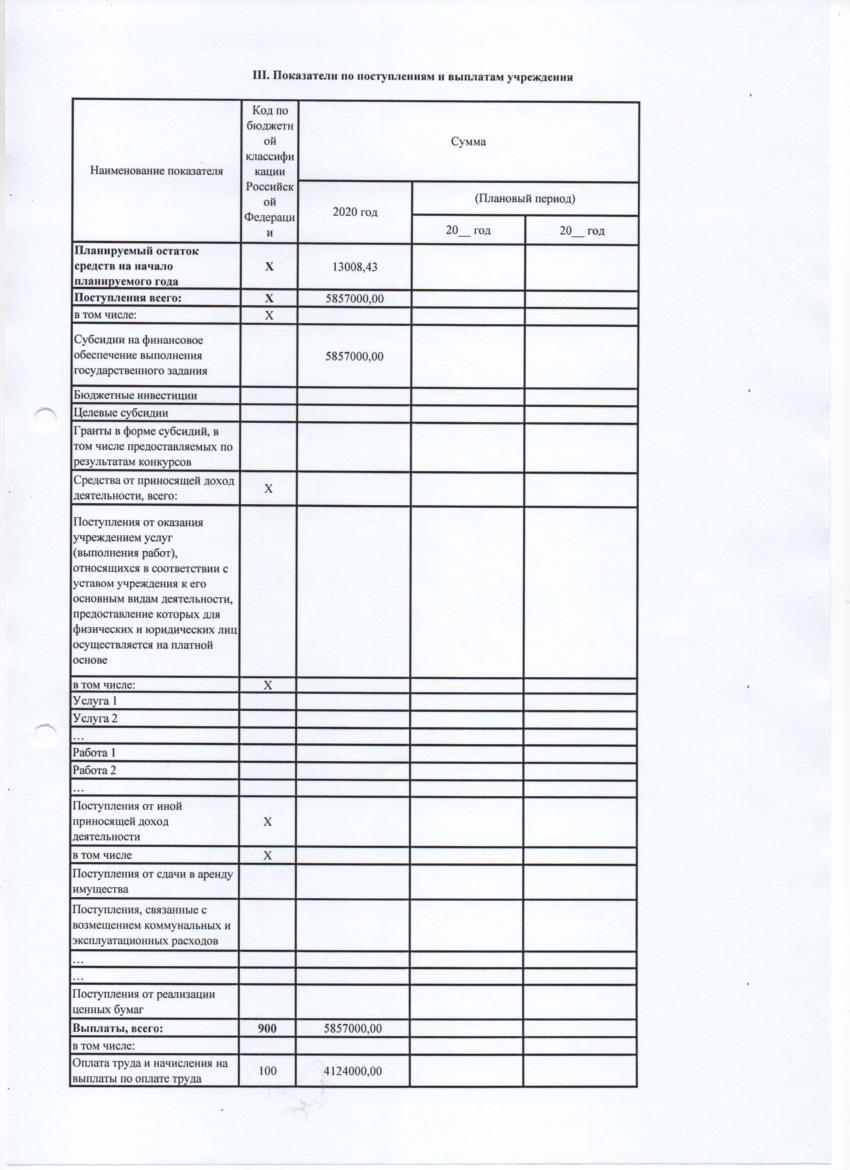 III. Показатели по поступлениям и выплатам учреждения
Наименование показателя
Код по
бюджетн
ой
классифи
кации
Российск
ой
Федераци
и
Сумма
2020 год
(Плановый период)
20__ год
20__ год
Планируемый остаток
средств на начало
планируемого года
X
13008,43
Поступления всего:
X
5857000,00
в том числе:
X
Субсидии на финансовое
обеспечение выполнения
государственного задания
5857000,00
Бюджетные инвестиции
Целевые субсидии
Гранты в форме субсидий, в
том числе предоставляемых по
результатам конкурсов
Средства от приносящей доход
деятельности, всего:
X
Поступления от оказания
учреждением услуг
(выполнения работ),
относящихся в соответствии с
уставом учреждения к его
основным видам деятельности,
предоставление которых для
физических и юридических лиц
осуществляется на платной
основе
в том числе:
X
Услуга 1
Услуга 2
...
Работа 1
Работа 2
...
Поступления от иной
приносящей доход
деятельности
X
в том числе
X
Поступления от сдачи в аренду
имущества
Поступления, связанные с
возмещением коммунальных и
эксплуатационных расходов
...
...
Поступления от реализации
ценных бумаг
Выплаты, всего:
900
5857000,00
в том числе:
Оплата труда и начисления на
выплаты по оплате труда
100
4124000,00